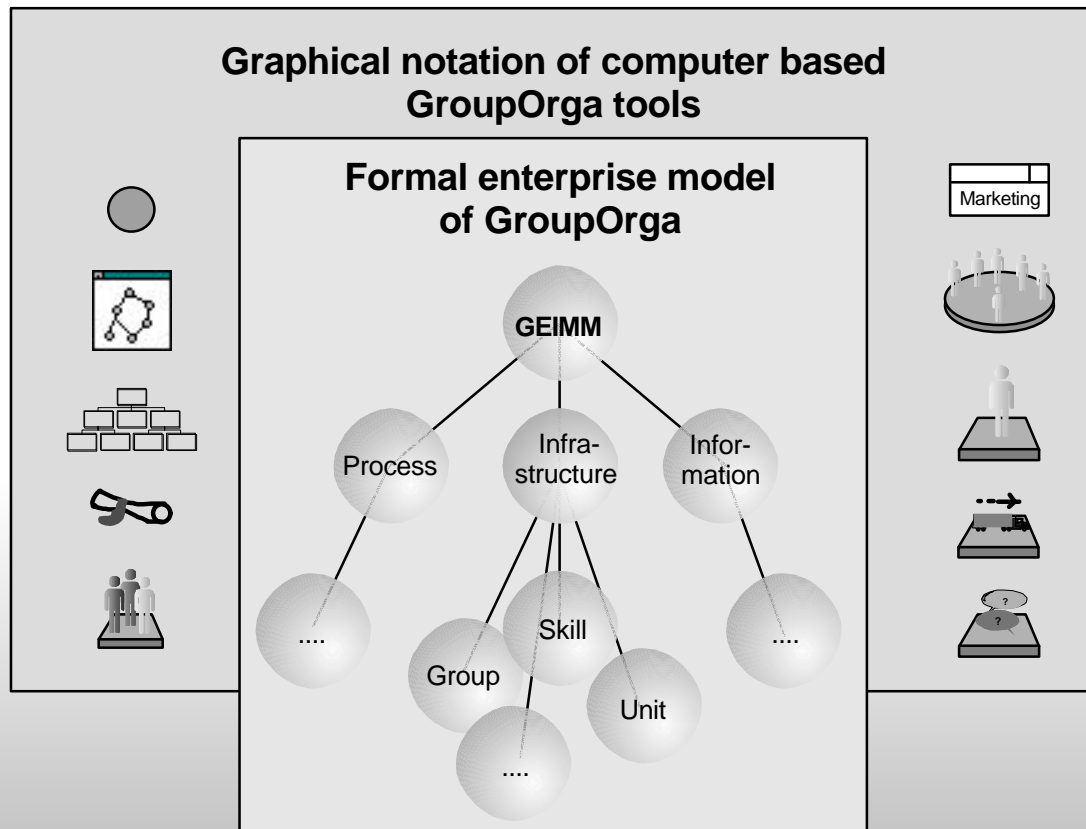 Graphical notation of computer based
GroupOrga tools
Formal enterprise model
of GroupOrga
Marketing
GEIMM
Process
Infra-
structure
Infor-
mation
....
Skill
....
Group
Unit
....
?
?